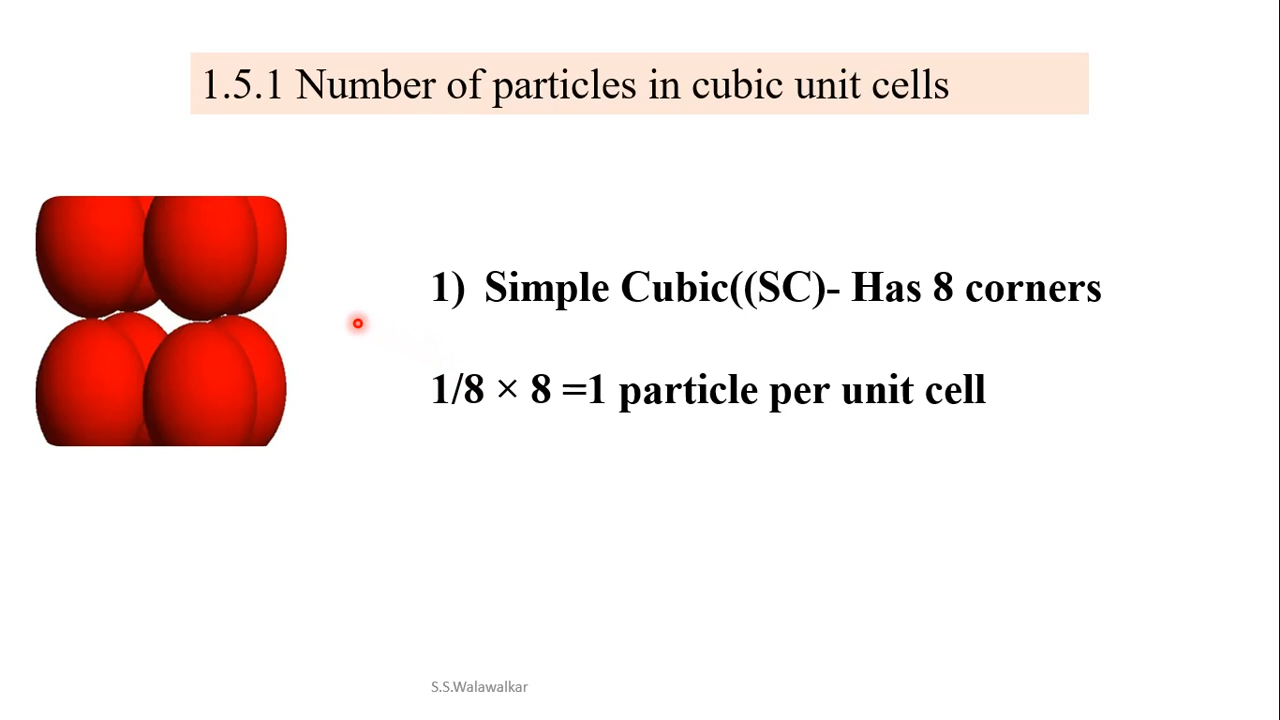 1.5.1 Number of particles in cubic unit cells
1) Simple Cubic((SC)- Has 8 corners
1/8 × 8 =1 particle per unit cell
S.S.Walawalkar